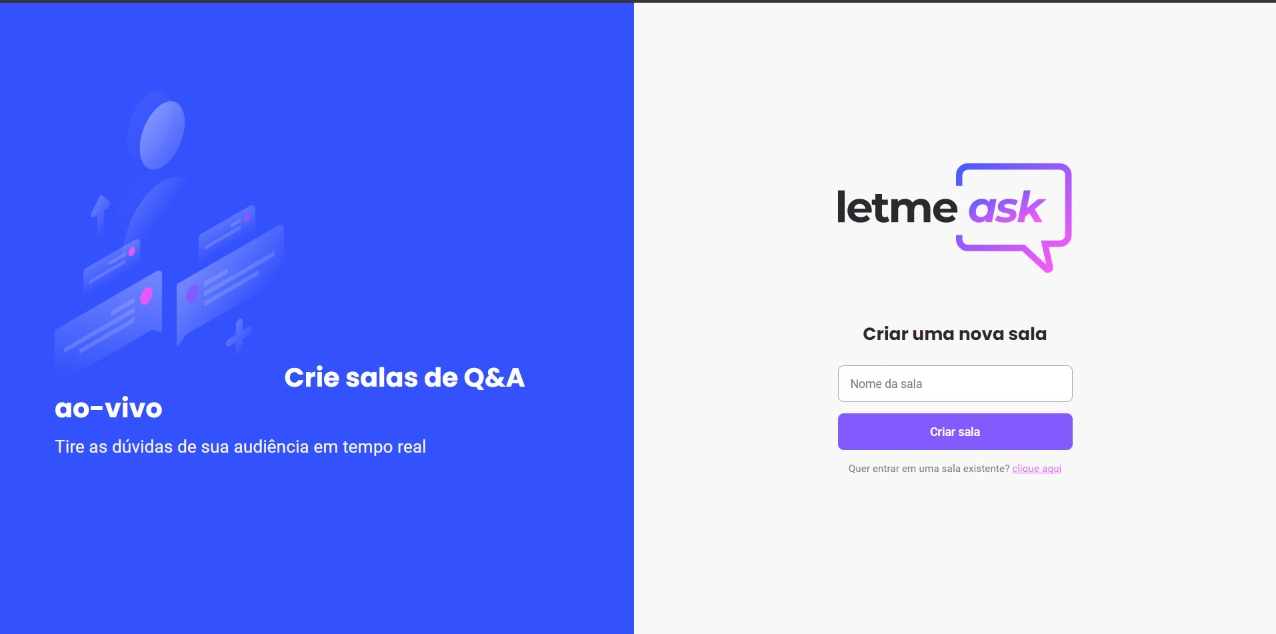 Crie salas de Q&A
ao-vivo
Tire as dúvidas de sua audiência em tempo real
letme ask
Criar uma nova sala
Nome da sala
Criar sala
Quer entrar em uma sala existente? clique aqui